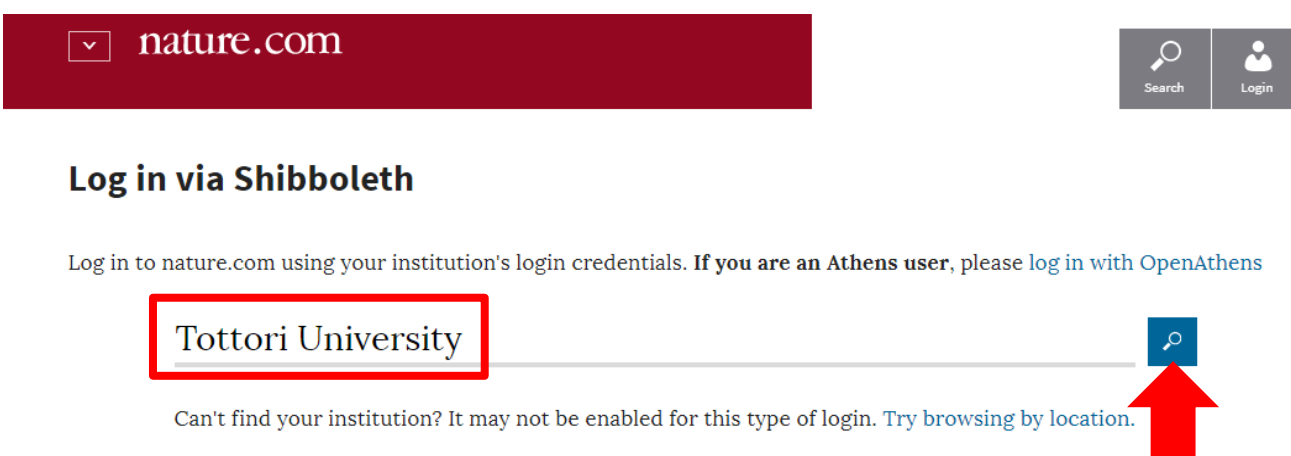 nature.com
Search
Login
Log in via Shibboleth
Log in to nature.com using your institution's login credentials. If you are an Athens user, please log in with OpenAthens
Tottori University
Can't find your institution? It may not be enabled for this type of login. Try browsing by location.